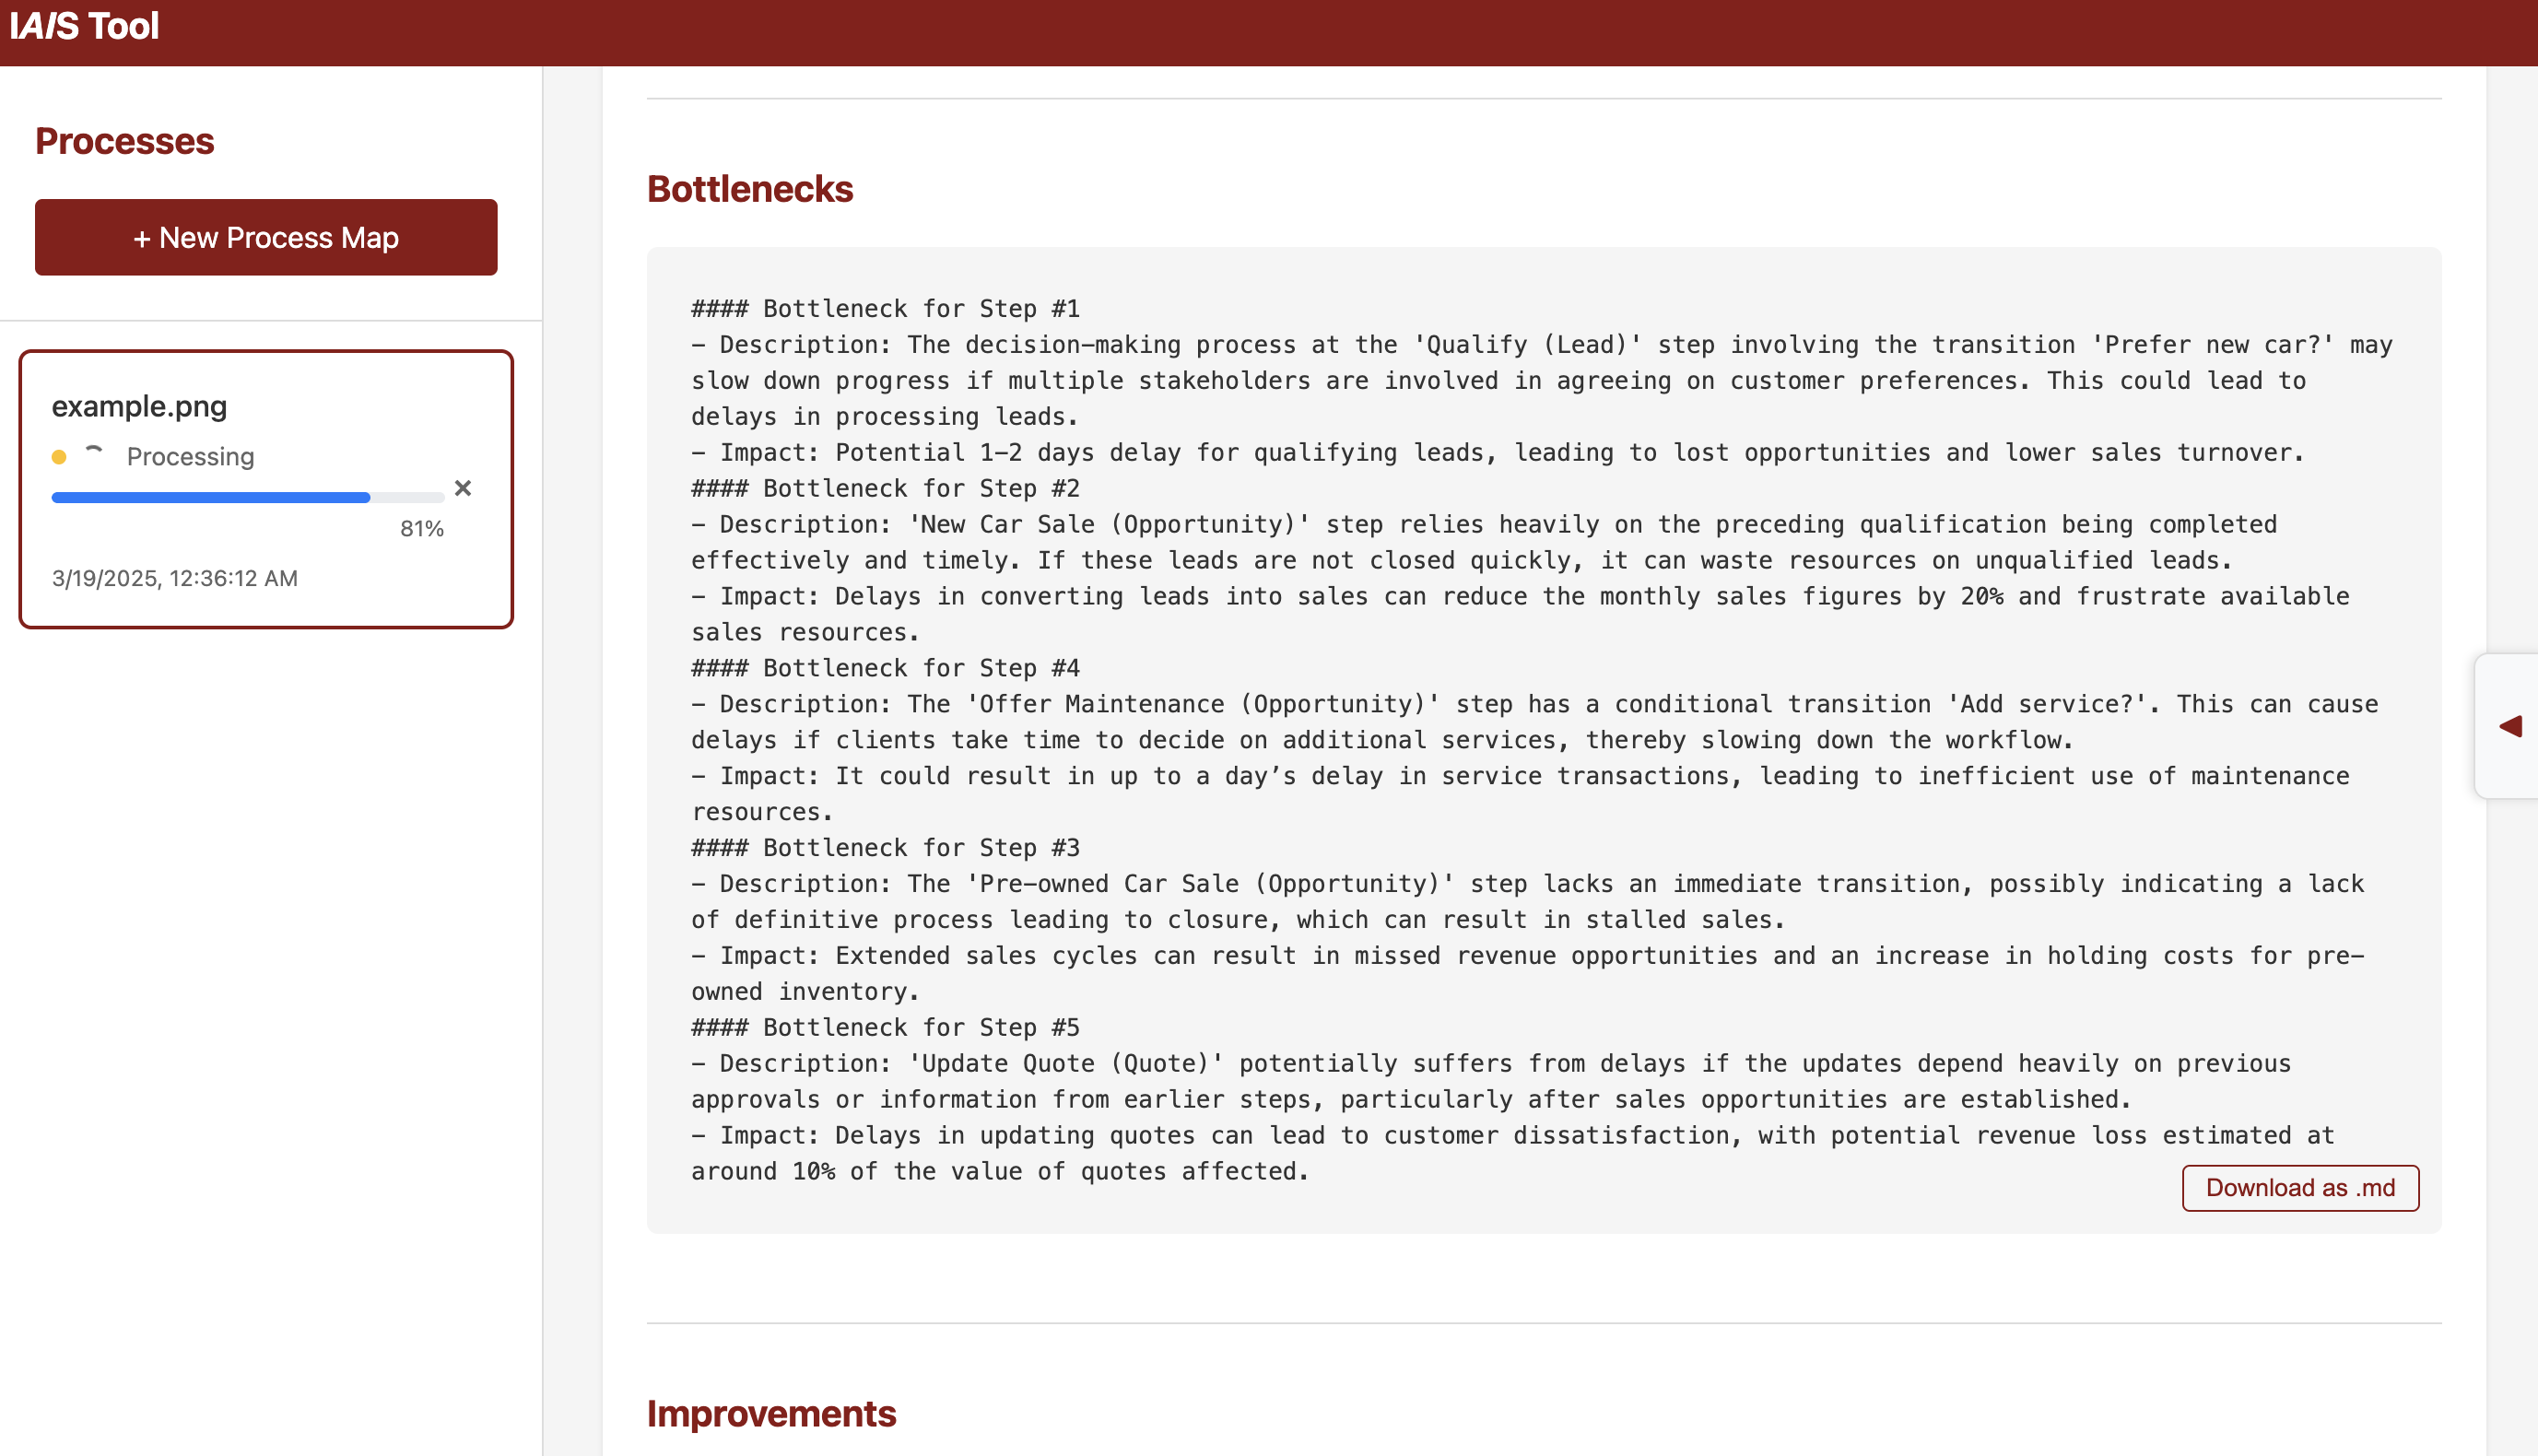 IAIS Tool
Processes
+ New Process Map
example.png
Processing
×
81%
3/19/2025, 12:36:12 AM
Bottlenecks
#### Bottleneck for Step #1
– Description: The decision–making process at the 'Qualify (Lead)' step involving the transition 'Prefer new car?' may
slow down progress if multiple stakeholders are involved in agreeing on customer preferences. This could lead to
delays in processing leads.
– Impact: Potential 1–2 days delay for qualifying leads, leading to lost opportunities and lower sales turnover.
#### Bottleneck for Step #2
– Description: 'New Car Sale (Opportunity)' step relies heavily on the preceding qualification being completed
effectively and timely. If these leads are not closed quickly, it can waste resources on unqualified leads.
– Impact: Delays in converting leads into sales can reduce the monthly sales figures by 20% and frustrate available
sales resources.
#### Bottleneck for Step #4
– Description: The 'Offer Maintenance (Opportunity)' step has a conditional transition 'Add service?'. This can cause
delays if clients take time to decide on additional services, thereby slowing down the workflow.
– Impact: It could result in up to a day’s delay in service transactions, leading to inefficient use of maintenance
resources.
#### Bottleneck for Step #3
– Description: The 'Pre–owned Car Sale (Opportunity)' step lacks an immediate transition, possibly indicating a lack
of definitive process leading to closure, which can result in stalled sales.
– Impact: Extended sales cycles can result in missed revenue opportunities and an increase in holding costs for pre–
owned inventory.
#### Bottleneck for Step #5
– Description: 'Update Quote (Quote)' potentially suffers from delays if the updates depend heavily on previous
approvals or information from earlier steps, particularly after sales opportunities are established.
– Impact: Delays in updating quotes can lead to customer dissatisfaction, with potential revenue loss estimated at
around 10% of the value of quotes affected.
Download as .md
Improvements